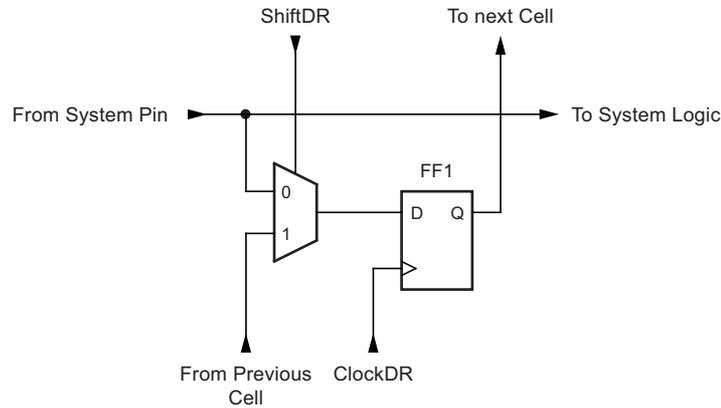 ShiftDR
To next Cell
From System Pin
To System Logic
FF1
0
D
Q
1
From Previous
Cell
ClockDR